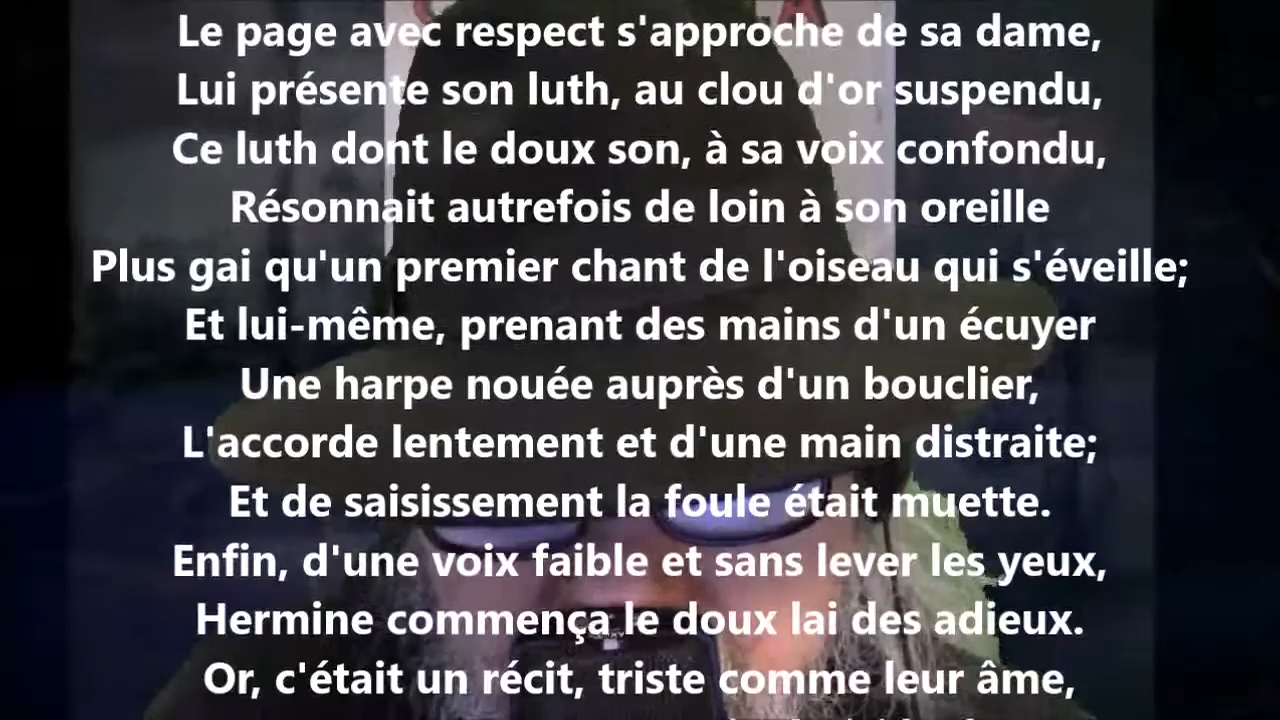 Le page avec respect s'approche de sa dame,
Lui présente son luth, au clou d'or suspendu,
Ce luth dont le doux son, à sa voix confondu,
Résonnait autrefois de loin à son oreille
Plus gai qu'un premier chant de l'oiseau qui s'éveille;
Et lui-même, prenant des mains d'un écuyer
Une harpe nouée auprès d'un bouclier,
L'accorde lentement et d'une main distraite;
Et de saisissement la foule était muette.
Enfin, d'une voix faible et sans lever les yeux,
Hermine commença le doux lai des adieux.
Or, c'était un récit, triste comme leur âme,